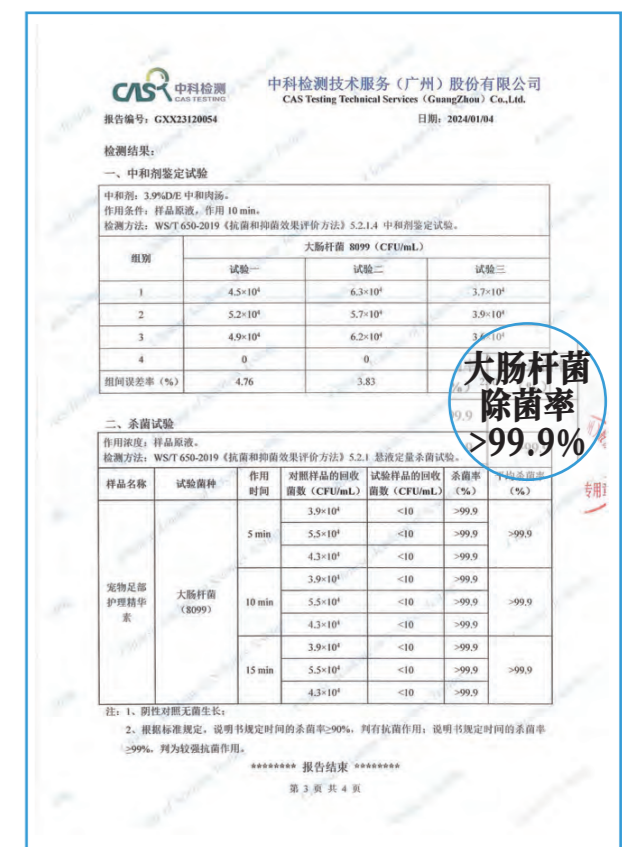 CAS 中科检测
CAS TESTING
中科检测技术服务（广州）股份有限公司
CAS Testing Technical Services（GuangZhou）Co.,Ltd.
报告编号：GXX23120054 日期：2024/01/04
检测结果：
一、中和剂鉴定试验
中和剂：3.9%D/E 中和肉汤。
作用条件：样品原液，作用 10 min。
检测方法：WS/T 650-2019《抗菌和抑菌效果评价方法》5.2.1.4 中和剂鉴定试验。
组别 大肠杆菌 8099（CFU/mL）
试验一 试验二 试验三
1 4.5×10⁴ 6.3×10⁴ 3.7×10⁴
2 5.2×10⁴ 5.7×10⁴ 3.9×10⁴
3 4.9×10⁴ 6.2×10⁴ 3.6×10⁴
4 0 0
组间误差率（%） 4.76 3.83
大肠杆菌
除菌率
>99.9%
二、杀菌试验
作用浓度：样品原液。
检测方法：WS/T 650-2019《抗菌和抑菌效果评价方法》5.2.1 悬液定量杀菌试验。
样品名称 试验菌种 作用时间 对照样品的回收菌数（CFU/mL） 试验样品的回收菌数（CFU/mL） 杀菌率（%） 平均杀菌率（%）
宠物足部护理精华素 大肠杆菌（8099） 5 min 3.9×10⁴ <10 >99.9 >99.9
5.5×10⁴ <10 >99.9
4.3×10⁴ <10 >99.9
10 min 3.9×10⁴ <10 >99.9 >99.9
5.5×10⁴ <10 >99.9
4.3×10⁴ <10 >99.9
15 min 3.9×10⁴ <10 >99.9 >99.9
5.5×10⁴ <10 >99.9
4.3×10⁴ <10 >99.9
专用章
注：1、阴性对照无菌生长；
2、根据标准规定，说明书规定时间的杀菌率≥90%，判有抗菌作用；说明书规定时间的杀菌率
≥99%，判为较强抗菌作用。
******** 报告结束 ********
第 3 页 共 4 页